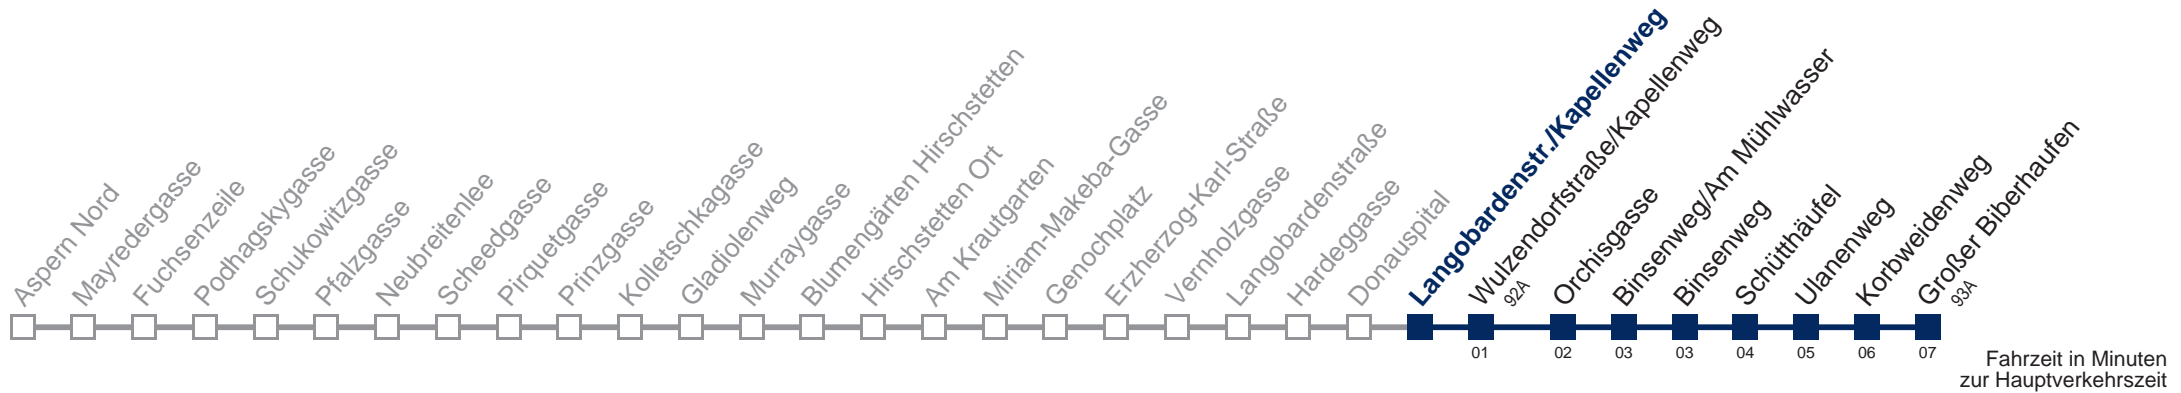 Aspern Nord
Mayredergasse
Fuchsenzeile
Podhagskygasse
Schukowitzgasse
Pfalzgasse
Neubreitenlee
Scheedgasse
Pirquetgasse
Prinzgasse
Kolletschkagasse
Gladiolenweg
Murraygasse
Blumengärten Hirschstetten
Hirschstetten Ort
Am Krautgarten
Miriam-Makeba-Gasse
Genochplatz
Erzherzog-Karl-Straße
Vernholzgasse
Langobardenstraße
Hardeggasse
Donauspital
Langobardenstr./Kapellenweg
Wulzendorfstraße/Kapellenweg
92A
Orchisgasse
Binsenweg/Am Mühlwasser
Binsenweg
Schütthäufel
Ulanenweg
Korbweidenweg
Großer Biberhaufen
93A
01 02 03 03 04 05 06 07
Fahrzeit in Minuten
zur Hauptverkehrszeit